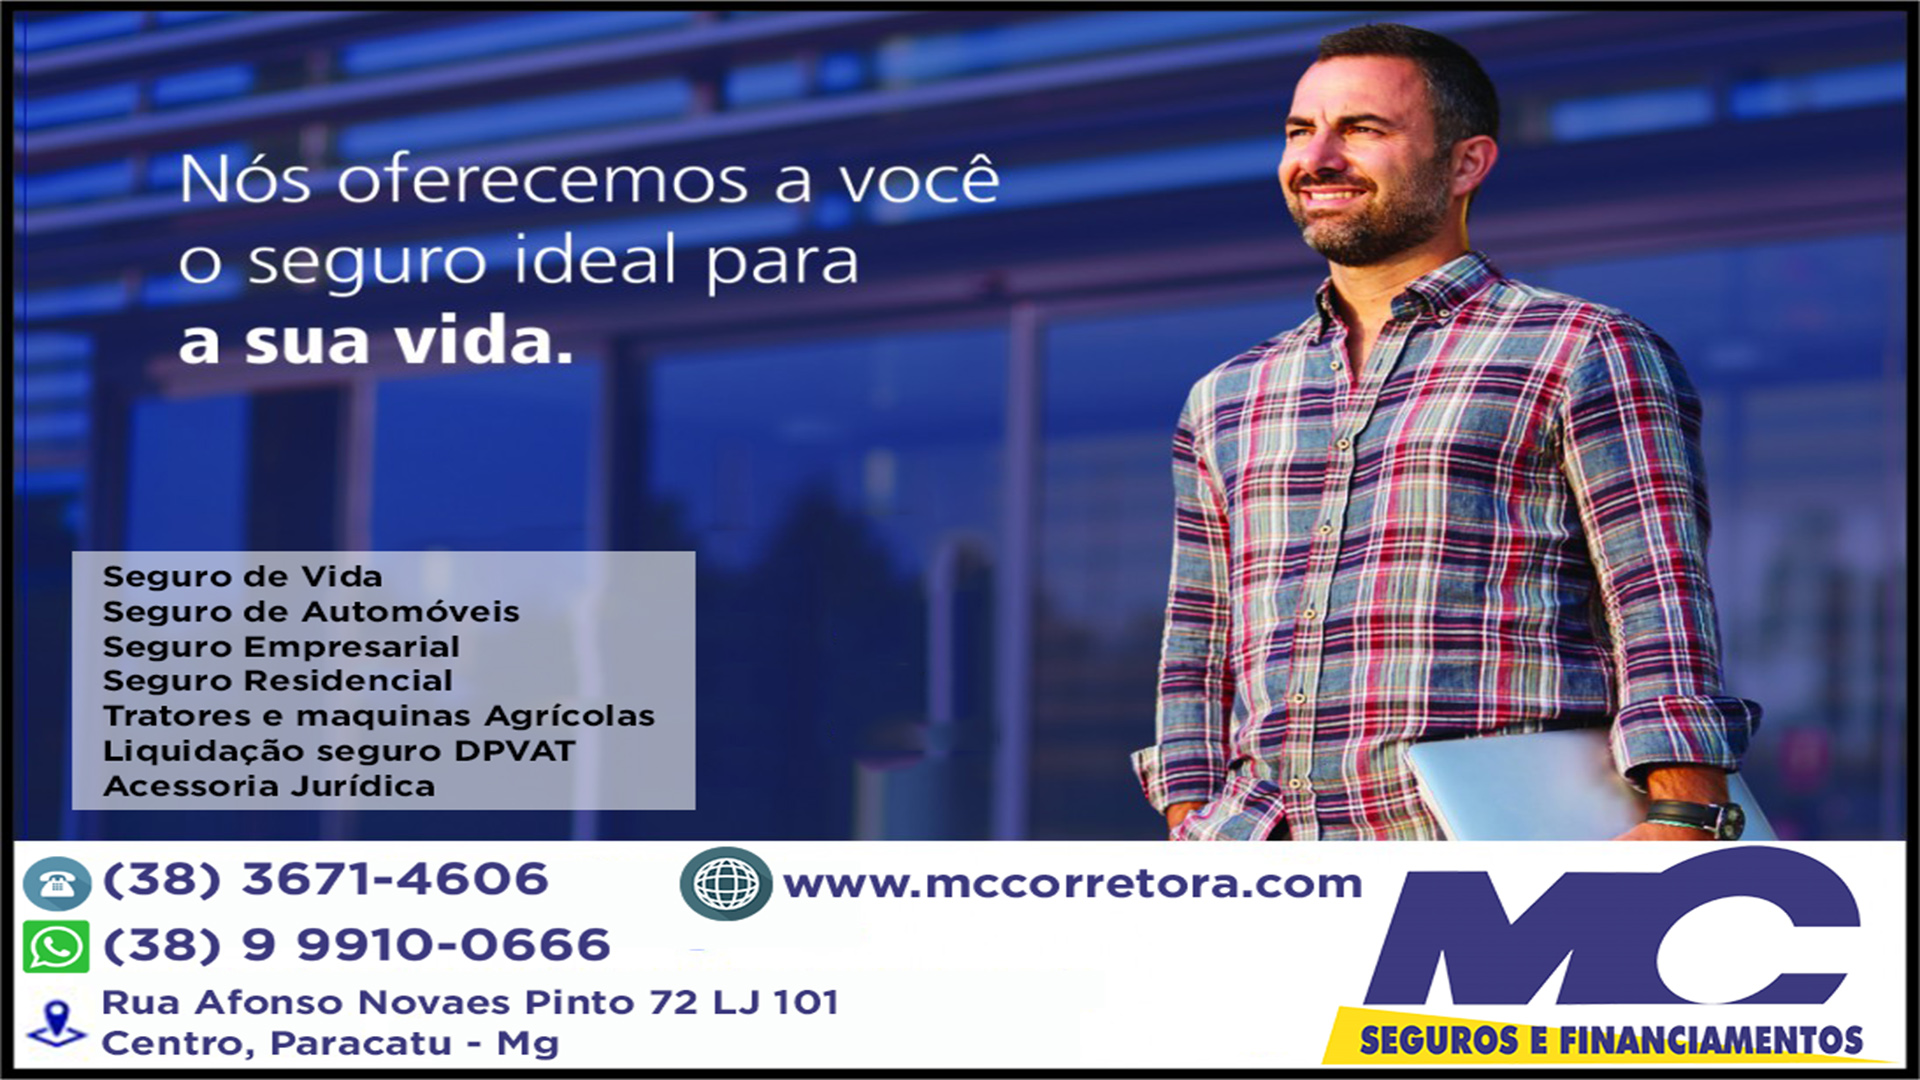 Nós oferecemos a você
o seguro ideal para
a sua vida.
Seguro de Vida
Seguro de Automóveis
Seguro Empresarial
Seguro Residencial
Tratores e maquinas Agrícolas
Liquidação seguro DPVAT
Acessoria Jurídica
(38) 3671-4606
www.mccorretora.com
(38) 9 9910-0666
Rua Afonso Novaes Pinto 72 LJ 101
Centro, Paracatu - Mg
MC
SEGUROS E FINANCIAMENTOS